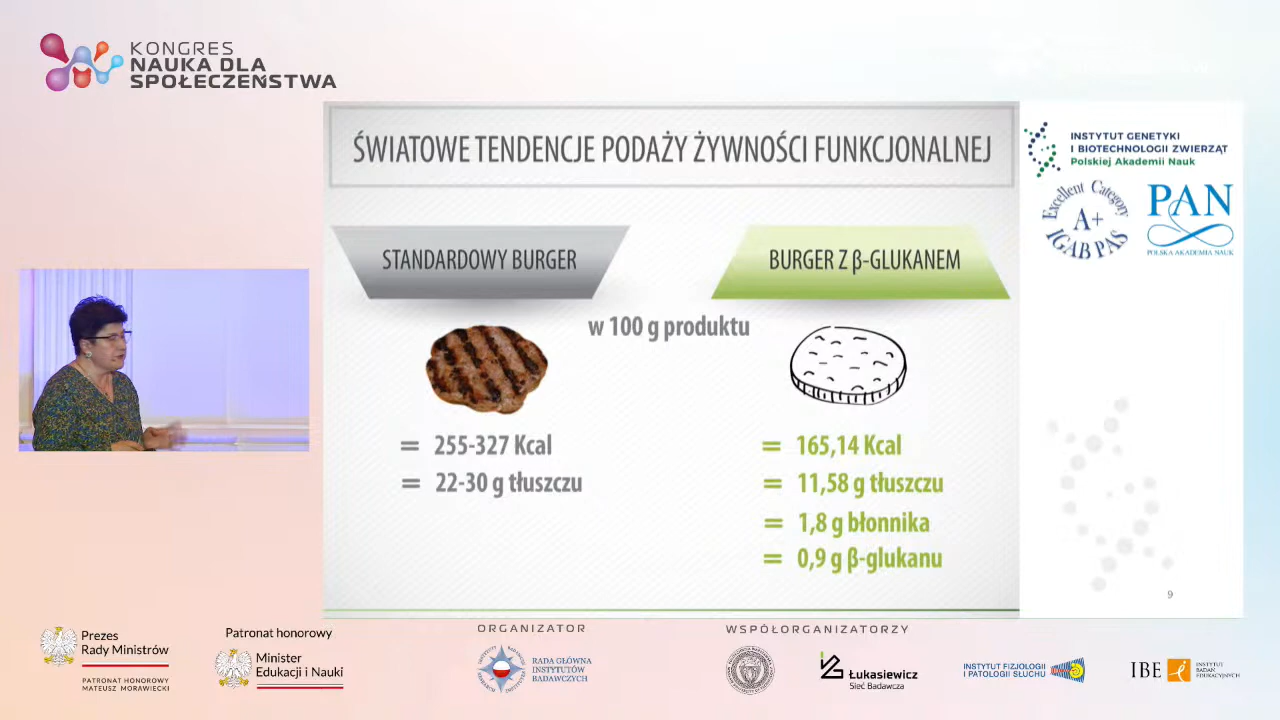 KONGRES
NAUKA DLA
SPOŁECZEŃSTWA
ŚWIATOWE TENDENCJE PODAŻY ŻYWNOŚCI FUNKCJONALNEJ
INSTYTUT GENETYKI
I BIOTECHNOLOGII ZWIERZĄT
Polskiej Akademii Nauk
Excellent Category
A+
IGAB PAS
PAN
POLSKA AKADEMIA NAUK
STANDARDOWY BURGER
BURGER Z β-GLUKANEM
w 100 g produktu
= 255-327 Kcal
= 22-30 g tłuszczu
= 165,14 Kcal
= 11,58 g tłuszczu
= 1,8 g błonnika
= 0,9 g β-glukanu
9
Prezes
Rady Ministrów
PATRONAT HONOROWY
MATEUSZ MORAWIECKI
Patronat honorowy
Minister
Edukacji i Nauki
ORGANIZATOR
RADA GŁÓWNA
INSTYTUTÓW
BADAWCZYCH
WSPÓŁORGANIZATORZY
Łukasiewicz
Sieć Badawcza
INSTYTUT FIZJOLOGII
I PATOLOGII SŁUCHU
IBE
INSTYTUT
BADAŃ
EDUKACYJNYCH